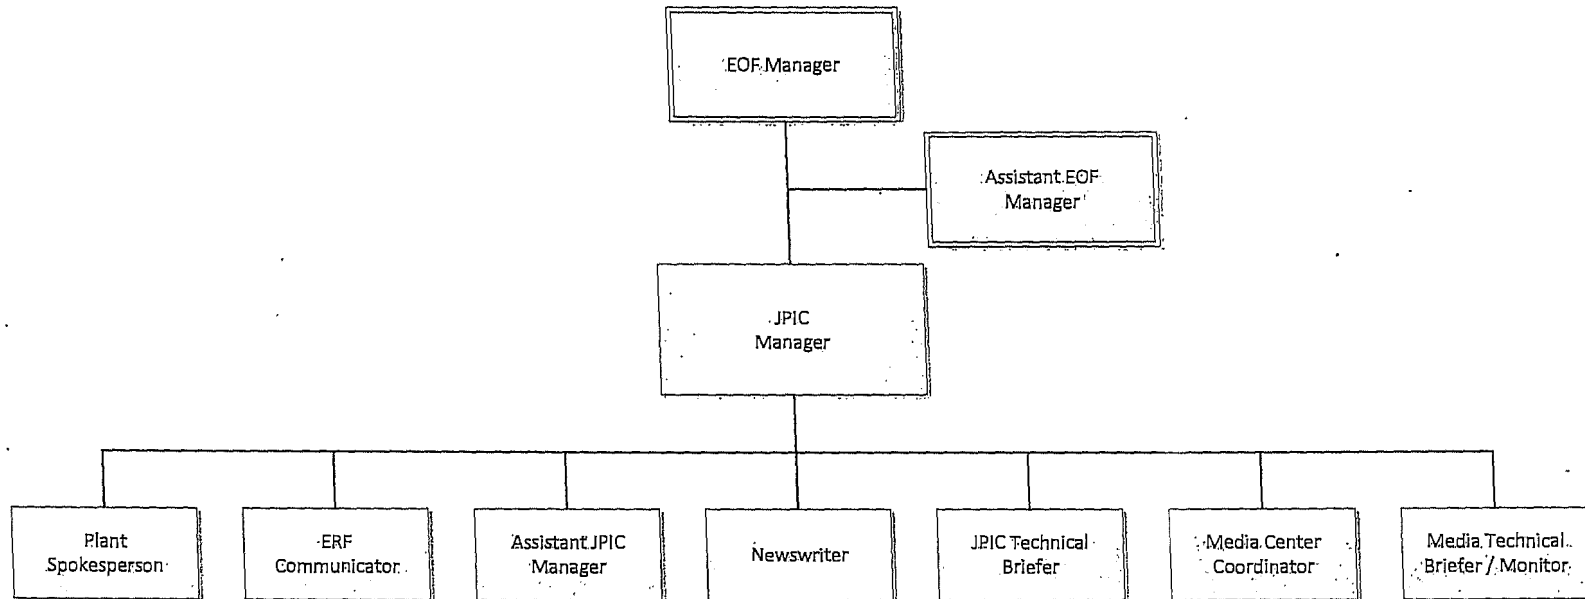 EOF Manager
Assistant EOF
Manager
JPIC
Manager
Plant
Spokesperson
ERF
Communicator
Assistant JPIC
Manager
Newswriter
JPIC Technical
Briefer
Media Center
Coordinator
Media Technical
Briefer / Monitor